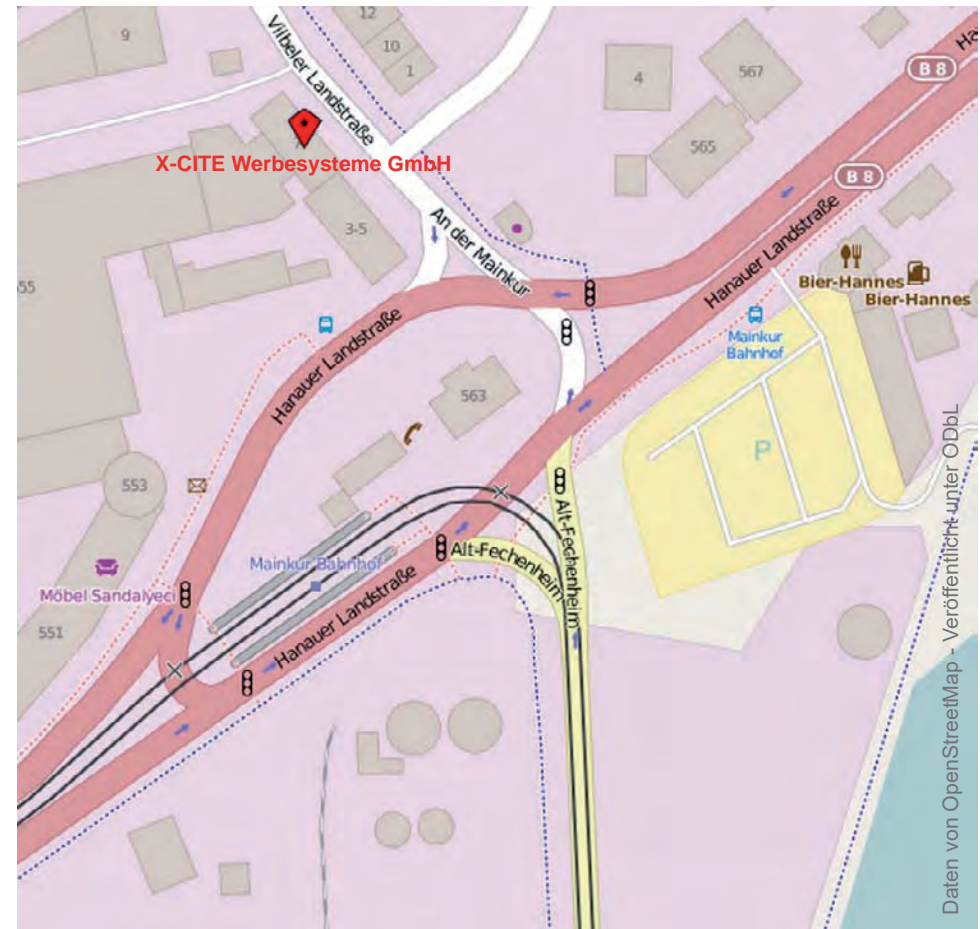 12
9
10
1
Vilbeler Landstraße
4
567
Ha
B 8
565
B 8
X-CITE Werbesysteme GmbH
3-5
An der Mainkur
Hanauer Landstraße
Bier-Hannes
Bier-Hannes
55
Hanauer Landstraße
Mainkur
Bahnhof
563
P
553
Alt-Fechenheim
Alt-Fechenheim
Mainkur Bahnhof
Möbel Sandalyeci
Hanauer Landstraße
551
Daten von OpenStreetMap - Veröffentlicht unter ODbL